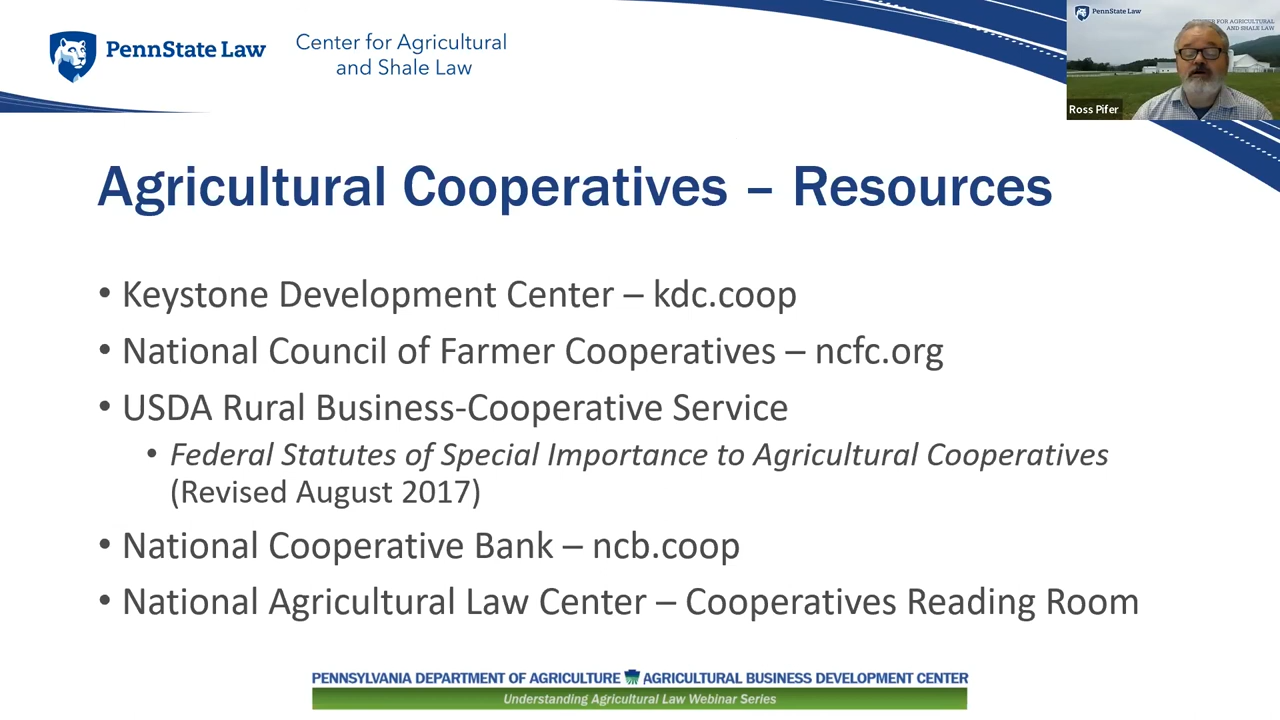 PennState Law
Center for Agricultural
and Shale Law
PennState Law
CENTER FOR AGRICULTURAL
AND SHALE LAW
Ross Pifer
Agricultural Cooperatives – Resources
• Keystone Development Center – kdc.coop
• National Council of Farmer Cooperatives – ncfc.org
• USDA Rural Business-Cooperative Service
• Federal Statutes of Special Importance to Agricultural Cooperatives
(Revised August 2017)
• National Cooperative Bank – ncb.coop
• National Agricultural Law Center – Cooperatives Reading Room
PENNSYLVANIA DEPARTMENT OF AGRICULTURE AGRICULTURAL BUSINESS DEVELOPMENT CENTER
Understanding Agricultural Law Webinar Series